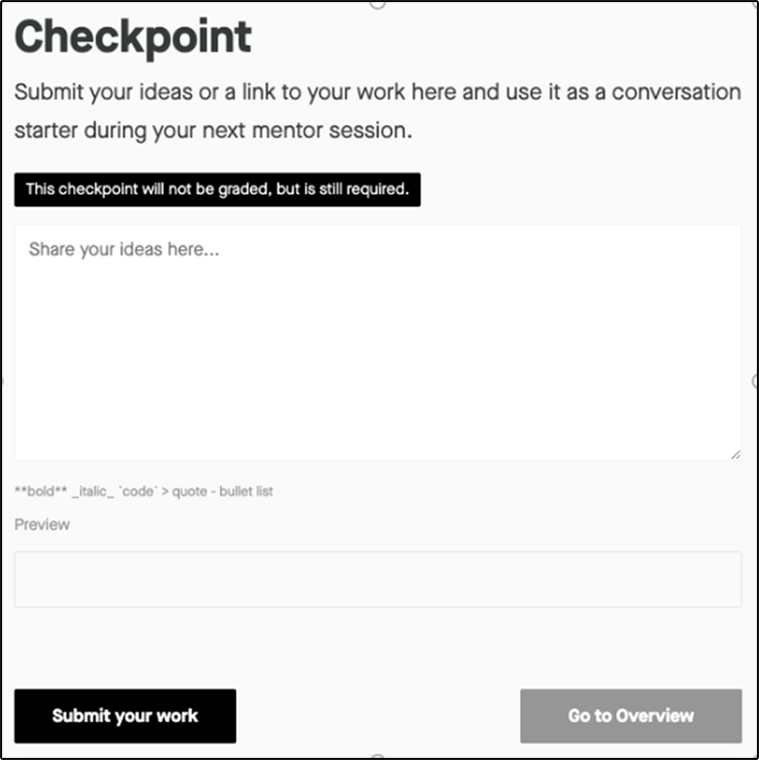 Checkpoint
Submit your ideas or a link to your work here and use it as a conversation
starter during your next mentor session.
This checkpoint will not be graded, but is still required.
Share your ideas here...
**bold** _italic_ `code` > quote - bullet list
Preview
Submit your work
Go to Overview